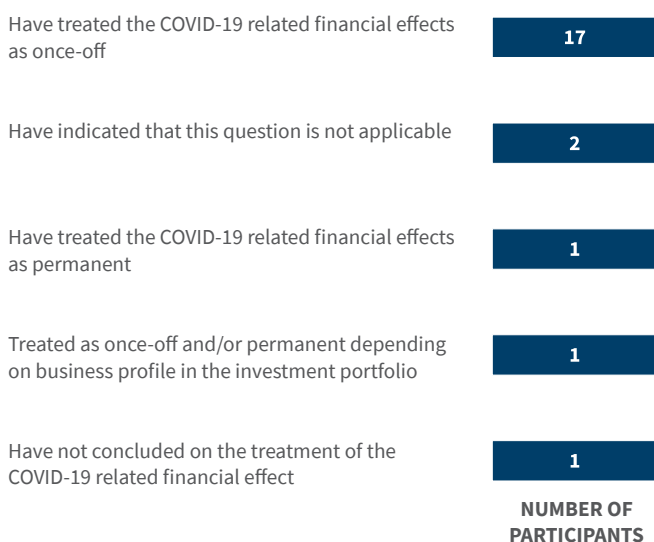 Have treated the COVID-19 related financial effects
as once-off
17
Have indicated that this question is not applicable
2
Have treated the COVID-19 related financial effects
as permanent
1
Treated as once-off and/or permanent depending
on business profile in the investment portfolio
1
Have not concluded on the treatment of the
COVID-19 related financial effect
1
NUMBER OF
PARTICIPANTS